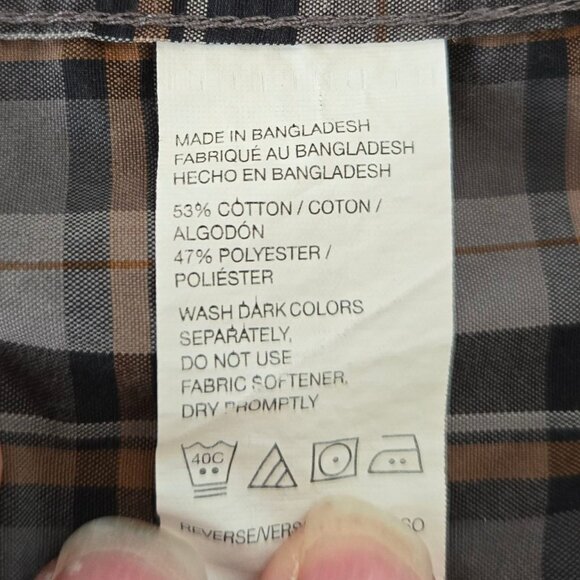 MADE IN BANGLADESH
FABRIQUÉ AU BANGLADESH
HECHO EN BANGLADESH
53% COTTON / COTON /
ALGODÓN
47% POLYESTER /
POLIÉSTER
WASH DARK COLORS
SEPARATELY,
DO NOT USE
FABRIC SOFTENER,
DRY PROMPTLY
40C